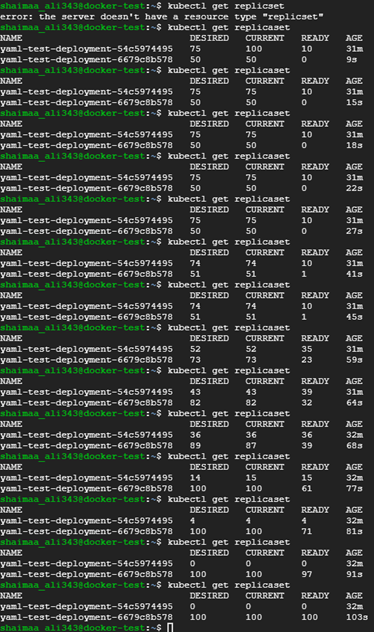 shaimaa_ali343@docker-test:~$ kubectl get replicset
error: the server doesn't have a resource type "replicset"
shaimaa_ali343@docker-test:~$ kubectl get replicaset
NAME DESIRED CURRENT READY AGE
yaml-test-deployment-54c5974495 75 100 10 31m
yaml-test-deployment-6679c8b578 50 50 0 9s
shaimaa_ali343@docker-test:~$ kubectl get replicaset
NAME DESIRED CURRENT READY AGE
yaml-test-deployment-54c5974495 75 75 10 31m
yaml-test-deployment-6679c8b578 50 50 0 15s
shaimaa_ali343@docker-test:~$ kubectl get replicaset
NAME DESIRED CURRENT READY AGE
yaml-test-deployment-54c5974495 75 75 10 31m
yaml-test-deployment-6679c8b578 50 50 0 18s
shaimaa_ali343@docker-test:~$ kubectl get replicaset
NAME DESIRED CURRENT READY AGE
yaml-test-deployment-54c5974495 75 75 10 31m
yaml-test-deployment-6679c8b578 50 50 0 22s
shaimaa_ali343@docker-test:~$ kubectl get replicaset
NAME DESIRED CURRENT READY AGE
yaml-test-deployment-54c5974495 75 75 10 31m
yaml-test-deployment-6679c8b578 50 50 0 27s
shaimaa_ali343@docker-test:~$ kubectl get replicaset
NAME DESIRED CURRENT READY AGE
yaml-test-deployment-54c5974495 74 74 10 31m
yaml-test-deployment-6679c8b578 51 51 1 41s
shaimaa_ali343@docker-test:~$ kubectl get replicaset
NAME DESIRED CURRENT READY AGE
yaml-test-deployment-54c5974495 74 74 10 31m
yaml-test-deployment-6679c8b578 51 51 1 45s
shaimaa_ali343@docker-test:~$ kubectl get replicaset
NAME DESIRED CURRENT READY AGE
yaml-test-deployment-54c5974495 52 52 35 31m
yaml-test-deployment-6679c8b578 73 73 23 59s
shaimaa_ali343@docker-test:~$ kubectl get replicaset
NAME DESIRED CURRENT READY AGE
yaml-test-deployment-54c5974495 43 43 39 31m
yaml-test-deployment-6679c8b578 82 82 32 64s
shaimaa_ali343@docker-test:~$ kubectl get replicaset
NAME DESIRED CURRENT READY AGE
yaml-test-deployment-54c5974495 36 36 36 32m
yaml-test-deployment-6679c8b578 89 87 39 68s
shaimaa_ali343@docker-test:~$ kubectl get replicaset
NAME DESIRED CURRENT READY AGE
yaml-test-deployment-54c5974495 14 15 15 32m
yaml-test-deployment-6679c8b578 100 100 61 77s
shaimaa_ali343@docker-test:~$ kubectl get replicaset
NAME DESIRED CURRENT READY AGE
yaml-test-deployment-54c5974495 4 4 4 32m
yaml-test-deployment-6679c8b578 100 100 71 81s
shaimaa_ali343@docker-test:~$ kubectl get replicaset
NAME DESIRED CURRENT READY AGE
yaml-test-deployment-54c5974495 0 0 0 32m
yaml-test-deployment-6679c8b578 100 100 97 91s
shaimaa_ali343@docker-test:~$ kubectl get replicaset
NAME DESIRED CURRENT READY AGE
yaml-test-deployment-54c5974495 0 0 0 32m
yaml-test-deployment-6679c8b578 100 100 100 103s
shaimaa_ali343@docker-test:~$